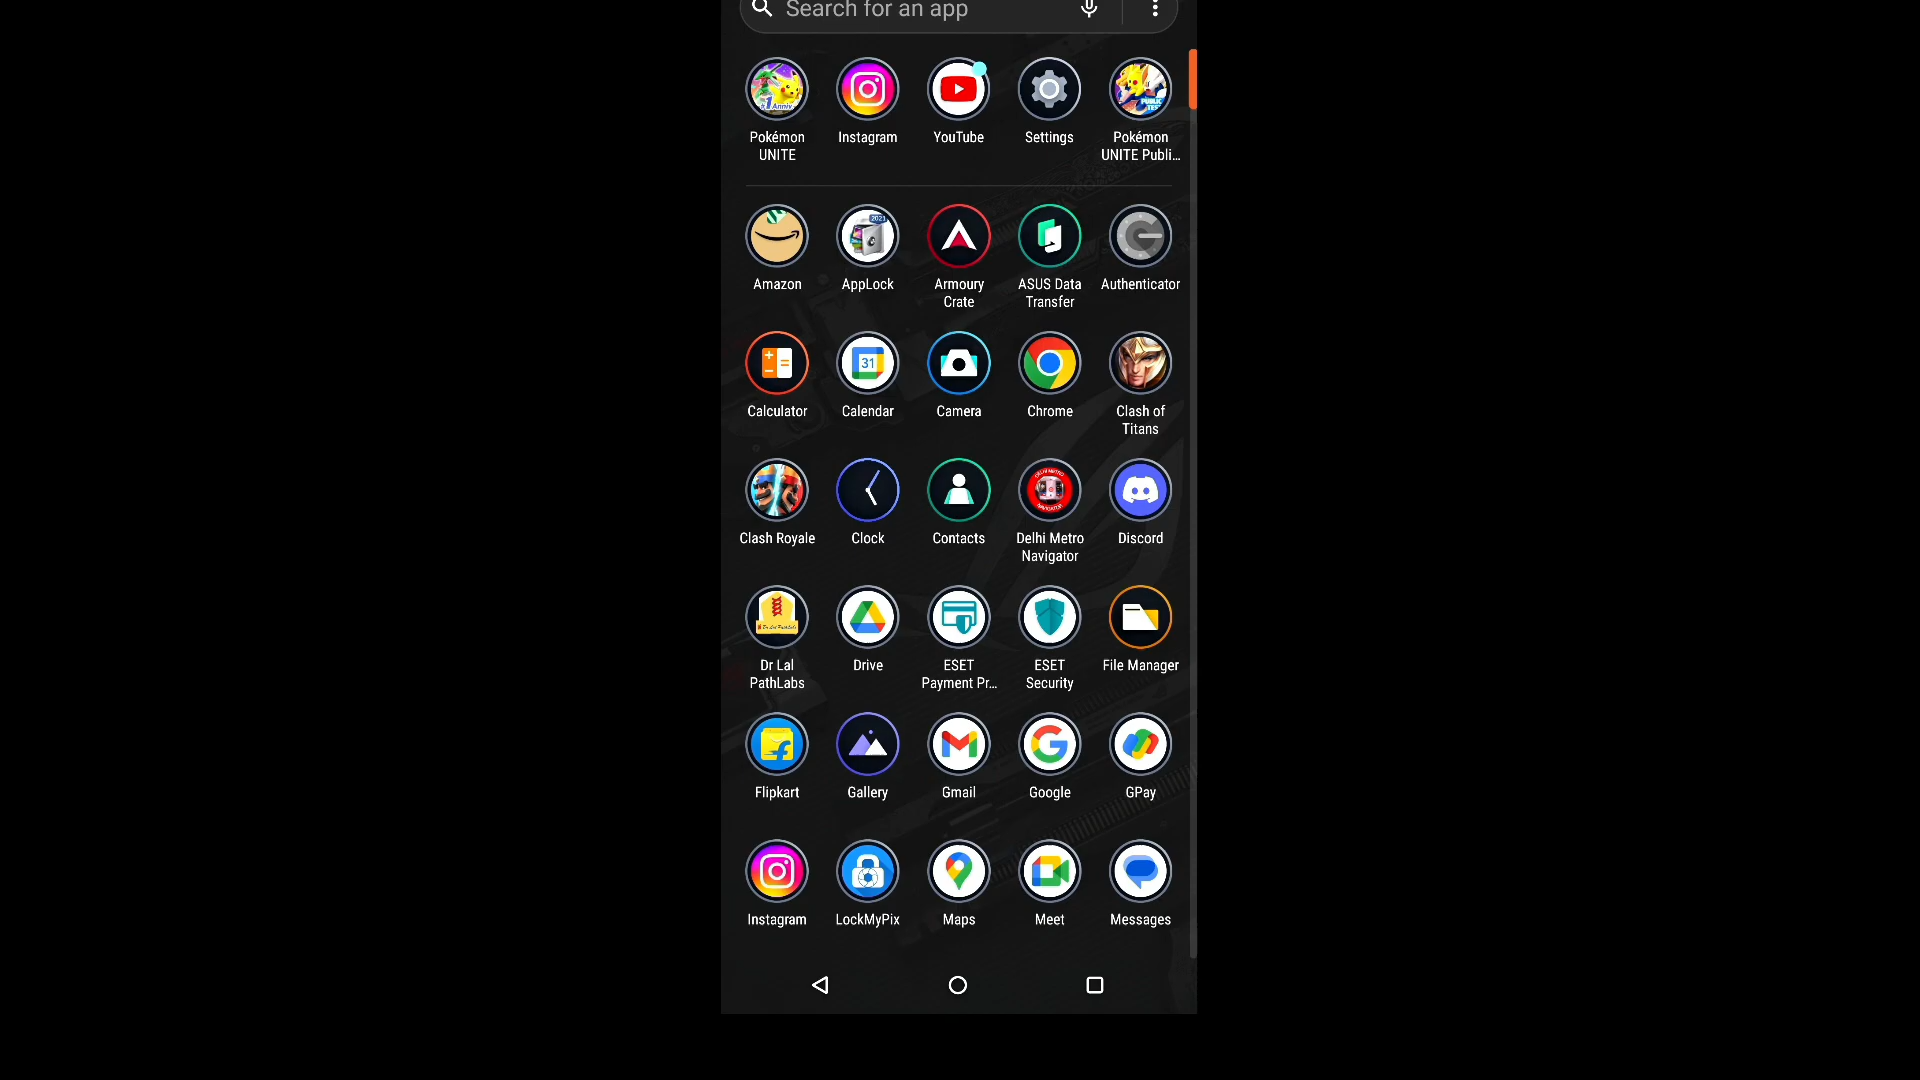 Search for an app
Pokémon Instagram YouTube Settings Pokémon
UNITE UNITE Publi...
Amazon AppLock Armoury ASUS Data Authenticator
Crate Transfer
31
Calculator Calendar Camera Chrome Clash of
Titans
Clash Royale Clock Contacts Delhi Metro Discord
Navigator
Dr Lal Drive ESET ESET File Manager
PathLabs Payment Pr... Security
Flipkart Gallery Gmail Google GPay
Instagram LockMyPix Maps Meet Messages